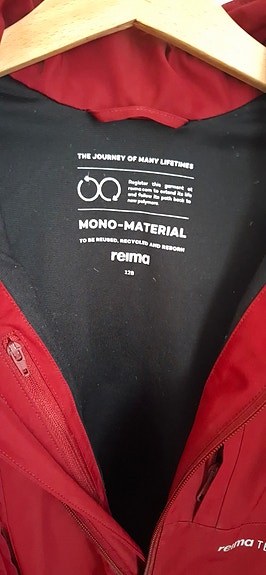 THE JOURNEY OF MANY LIFETIMES
Register this garment at
reima.com to extend its life
and follow its path back to
new polymers.
MONO-MATERIAL
TO BE REUSED, RECYCLED AND REBORN
reima
128
reima TE